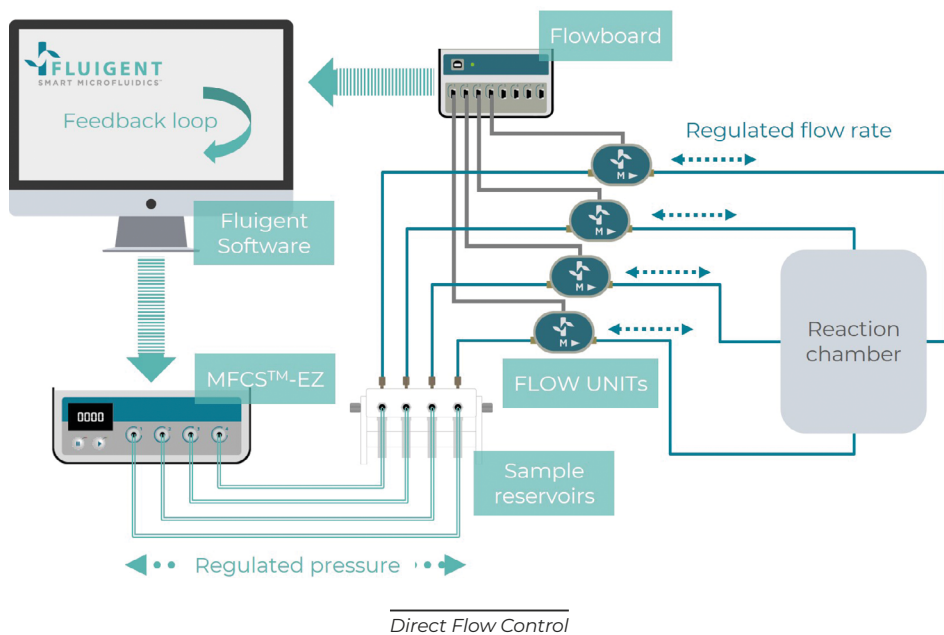 Flowboard
FLUIGENT
SMART MICROFLUIDICS
Feedback loop
Regulated flow rate
M
Fluigent
Software
M
M
Reaction
chamber
M
MFCS™-EZ
FLOW UNITs
0000
Sample
reservoirs
Regulated pressure
Direct Flow Control